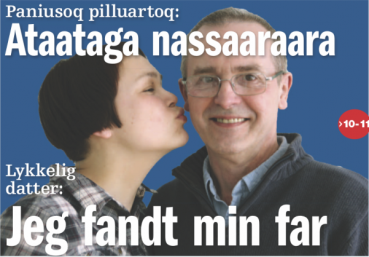 Paniusoq pilluartoq:
Ataataga nassaaraara
>10-11
Lykkelig
datter:
Jeg fandt min far